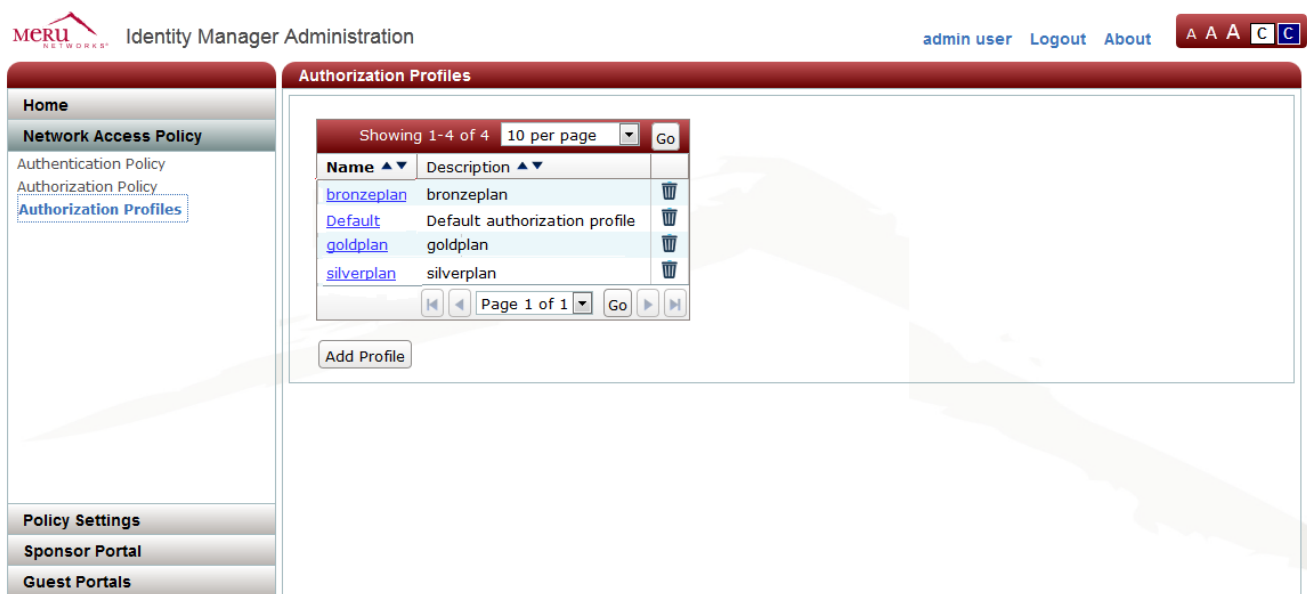 MERU NETWORKS Identity Manager Administration
admin user Logout About
A A A C C
Authorization Profiles
Home
Network Access Policy
Authentication Policy
Authorization Policy
Authorization Profiles
Showing 1-4 of 4 10 per page Go
Name Description
bronzeplan bronzeplan
Default Default authorization profile
goldplan goldplan
silverplan silverplan
Page 1 of 1 Go
Add Profile
Policy Settings
Sponsor Portal
Guest Portals